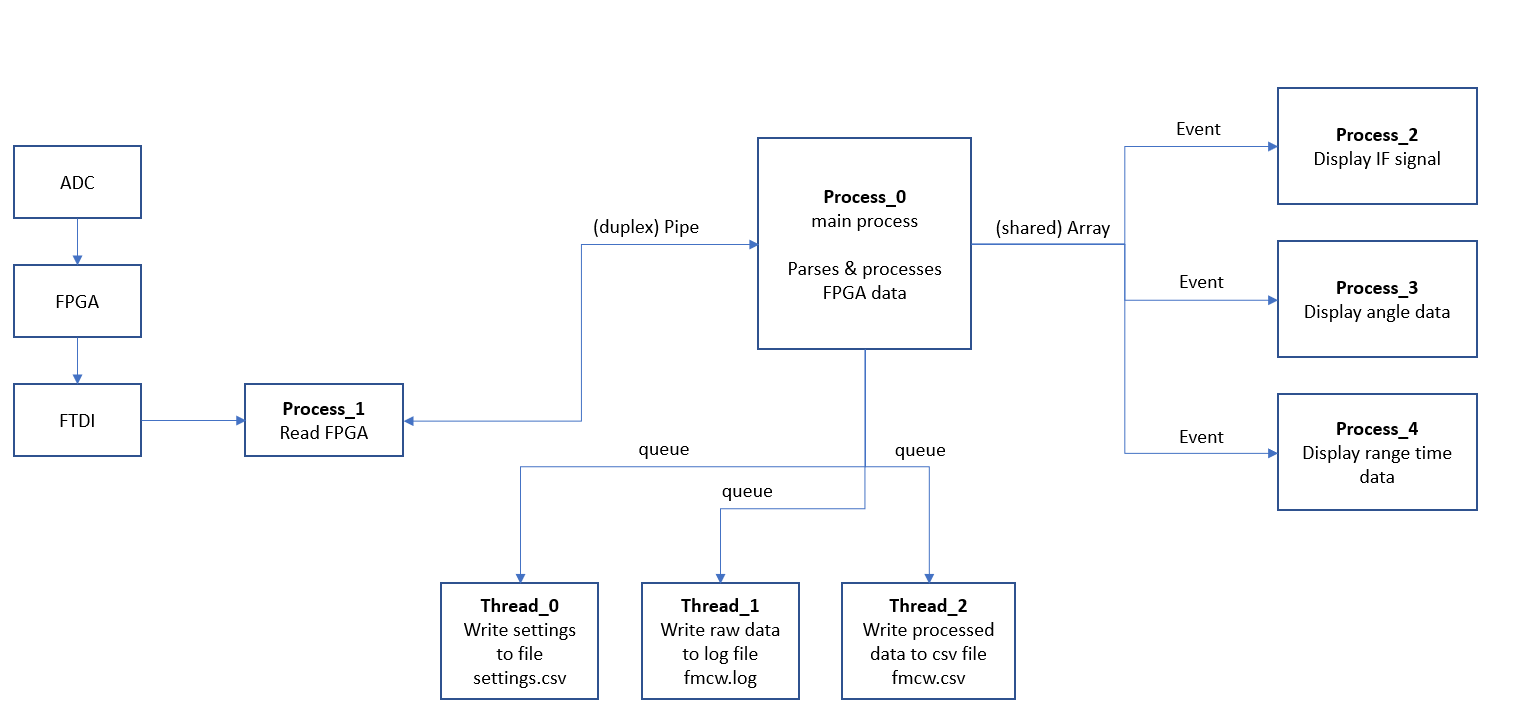 ADC
FPGA
FTDI
Process_1
Read FPGA
(duplex) Pipe
Process_0
main process
Parses & processes
FPGA data
(shared) Array
Event
Process_2
Display IF signal
Event
Process_3
Display angle data
Event
Process_4
Display range time
data
queue
queue
queue
Thread_0
Write settings
to file
settings.csv
Thread_1
Write raw data
to log file
fmcw.log
Thread_2
Write processed
data to csv file
fmcw.csv